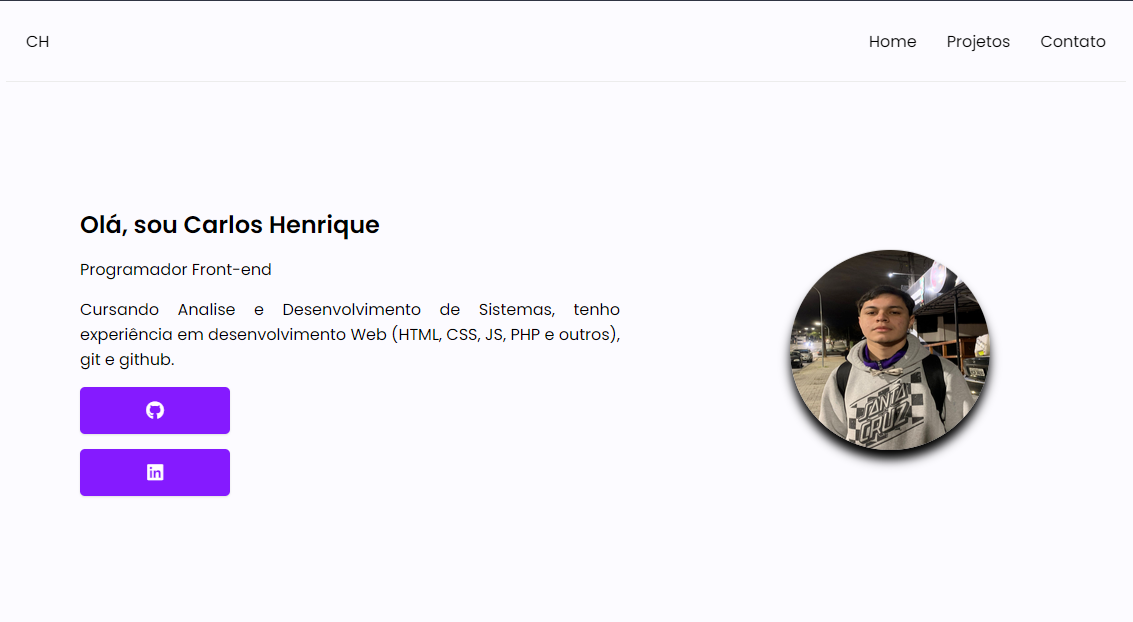 CH
Home Projetos Contato
Olá, sou Carlos Henrique
Programador Front-end
Cursando Analise e Desenvolvimento de Sistemas, tenho
experiência em desenvolvimento Web (HTML, CSS, JS, PHP e outros),
git e github.
in
SANTA
CRUZ